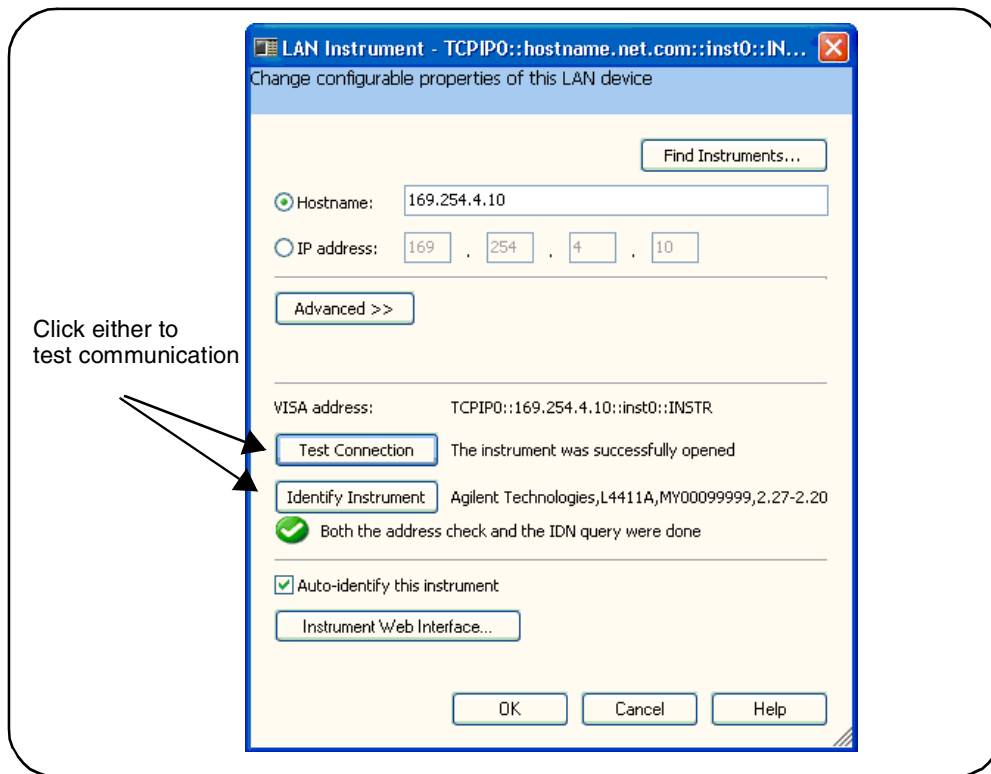 LAN Instrument - TCPIP0::hostname.net.com::inst0::IN...
Change configurable properties of this LAN device
Find Instruments...
Hostname: 169.254.4.10
IP address: 169 . 254 . 4 . 10
Advanced >>
Click either to
test communication
VISA address: TCPIP0::169.254.4.10::inst0::INSTR
Test Connection The instrument was successfully opened
Identify Instrument Agilent Technologies,L4411A,MY00099999,2.27-2.20
Both the address check and the IDN query were done
Auto-identify this instrument
Instrument Web Interface...
OK Cancel Help